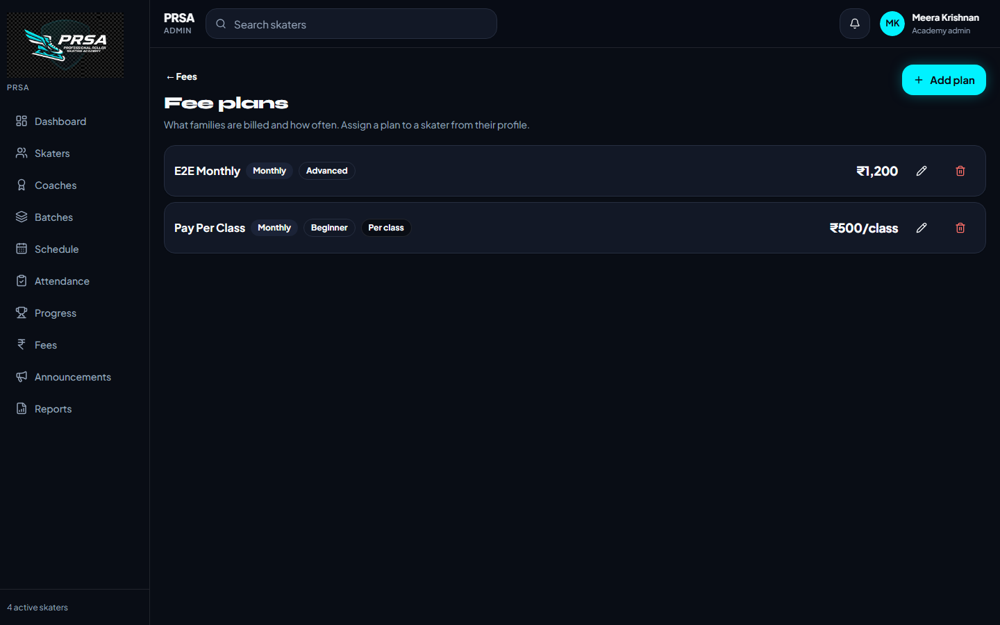 PRSA
PROFESSIONAL ROLLER
SKATING ACADEMY
PRSA
Dashboard
Skaters
Coaches
Batches
Schedule
Attendance
Progress
Fees
Announcements
Reports
4 active skaters
PRSA
ADMIN
Search skaters
MK
Meera Krishnan
Academy admin
← Fees
+ Add plan
Fee plans
What families are billed and how often. Assign a plan to a skater from their profile.
E2E Monthly Monthly Advanced ₹1,200
Pay Per Class Monthly Beginner Per class ₹500/class